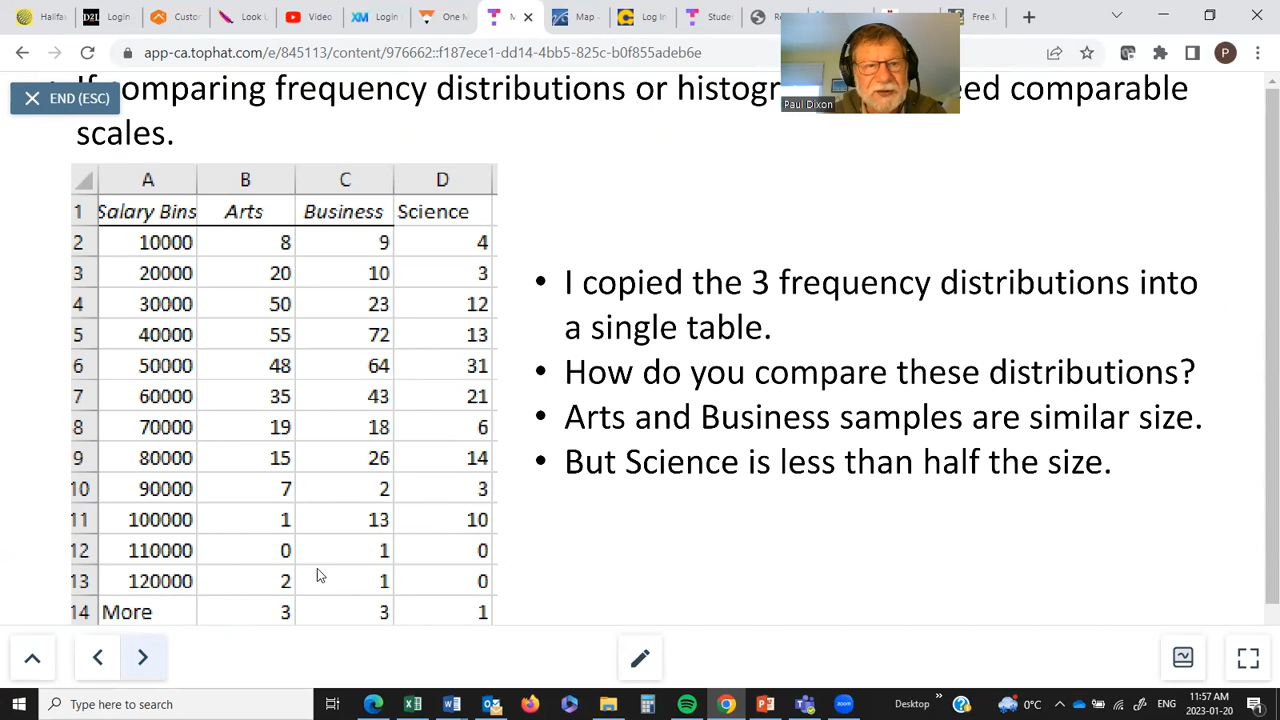 Halifa
D2L
Login
Custor
Look L
Video
Login
One M
M
Map -
Log In
Stude
Re
Free M
app-ca.tophat.com/e/845113/content/976662::f187ece1-dd14-4bb5-825c-b0f855adeb6e
P
END (ESC)
omparing frequency distributions or histogr eed comparable
scales.
Paul Dixon
A B C D
1 Salary Bins Arts Business Science
2 10000 8 9 4
3 20000 20 10 3
4 30000 50 23 12
5 40000 55 72 13
6 50000 48 64 31
7 60000 35 43 21
8 70000 19 18 6
9 80000 15 26 14
10 90000 7 2 3
11 100000 1 13 10
12 110000 0 1 0
13 120000 2 1 0
14 More 3 3 1
• I copied the 3 frequency distributions into
a single table.
• How do you compare these distributions?
• Arts and Business samples are similar size.
• But Science is less than half the size.
Type here to search
Desktop
0°C
ENG
11:57 AM
2023-01-20